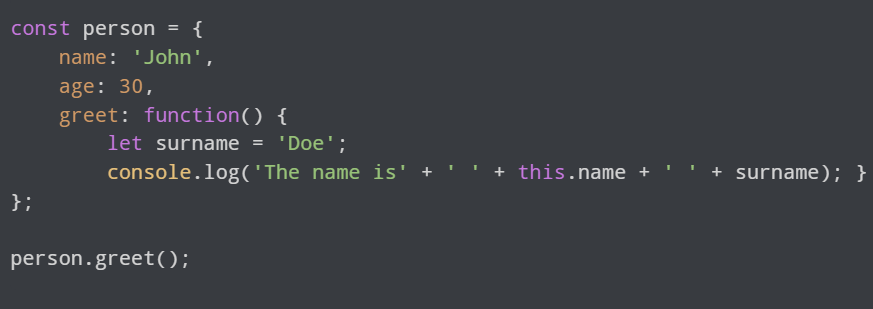 const person = {
    name: 'John',
    age: 30,
    greet: function() {
        let surname = 'Doe';
        console.log('The name is' + ' ' + this.name + ' ' + surname); }
};

person.greet();